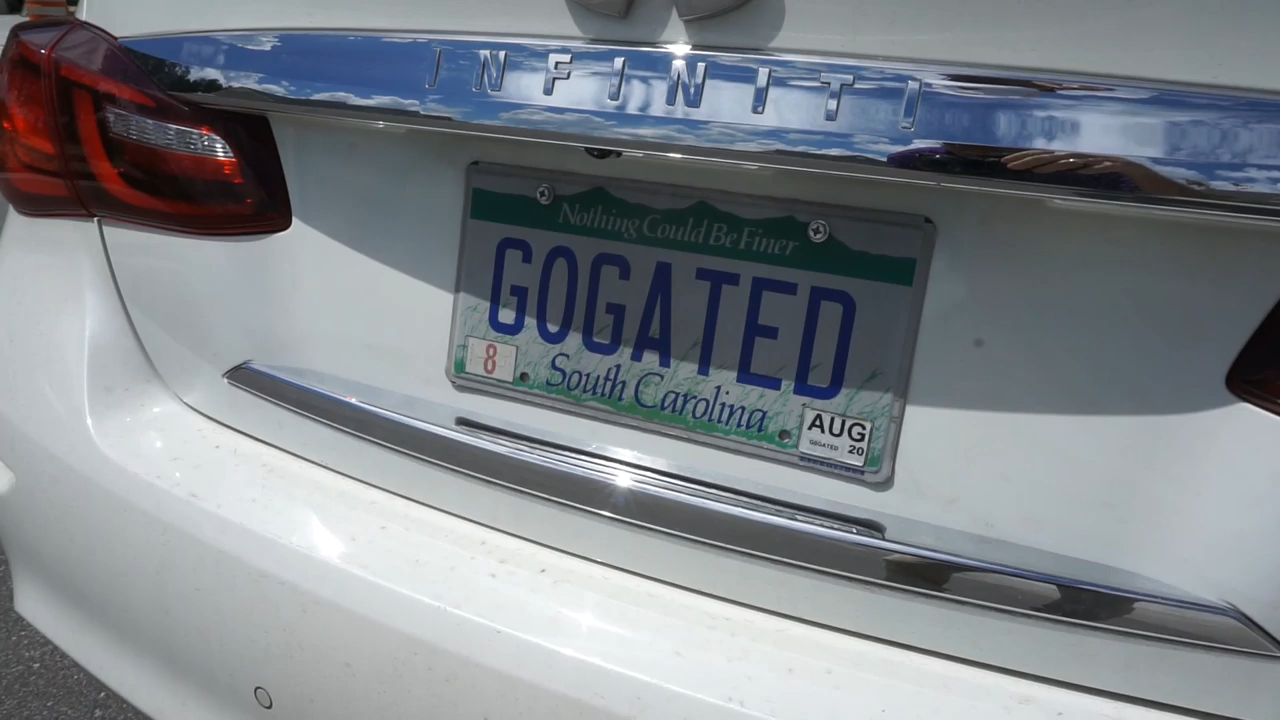 INFINITI
Nothing Could Be Finer
GOGATED
8
South Carolina
AUG
GOGATED 20